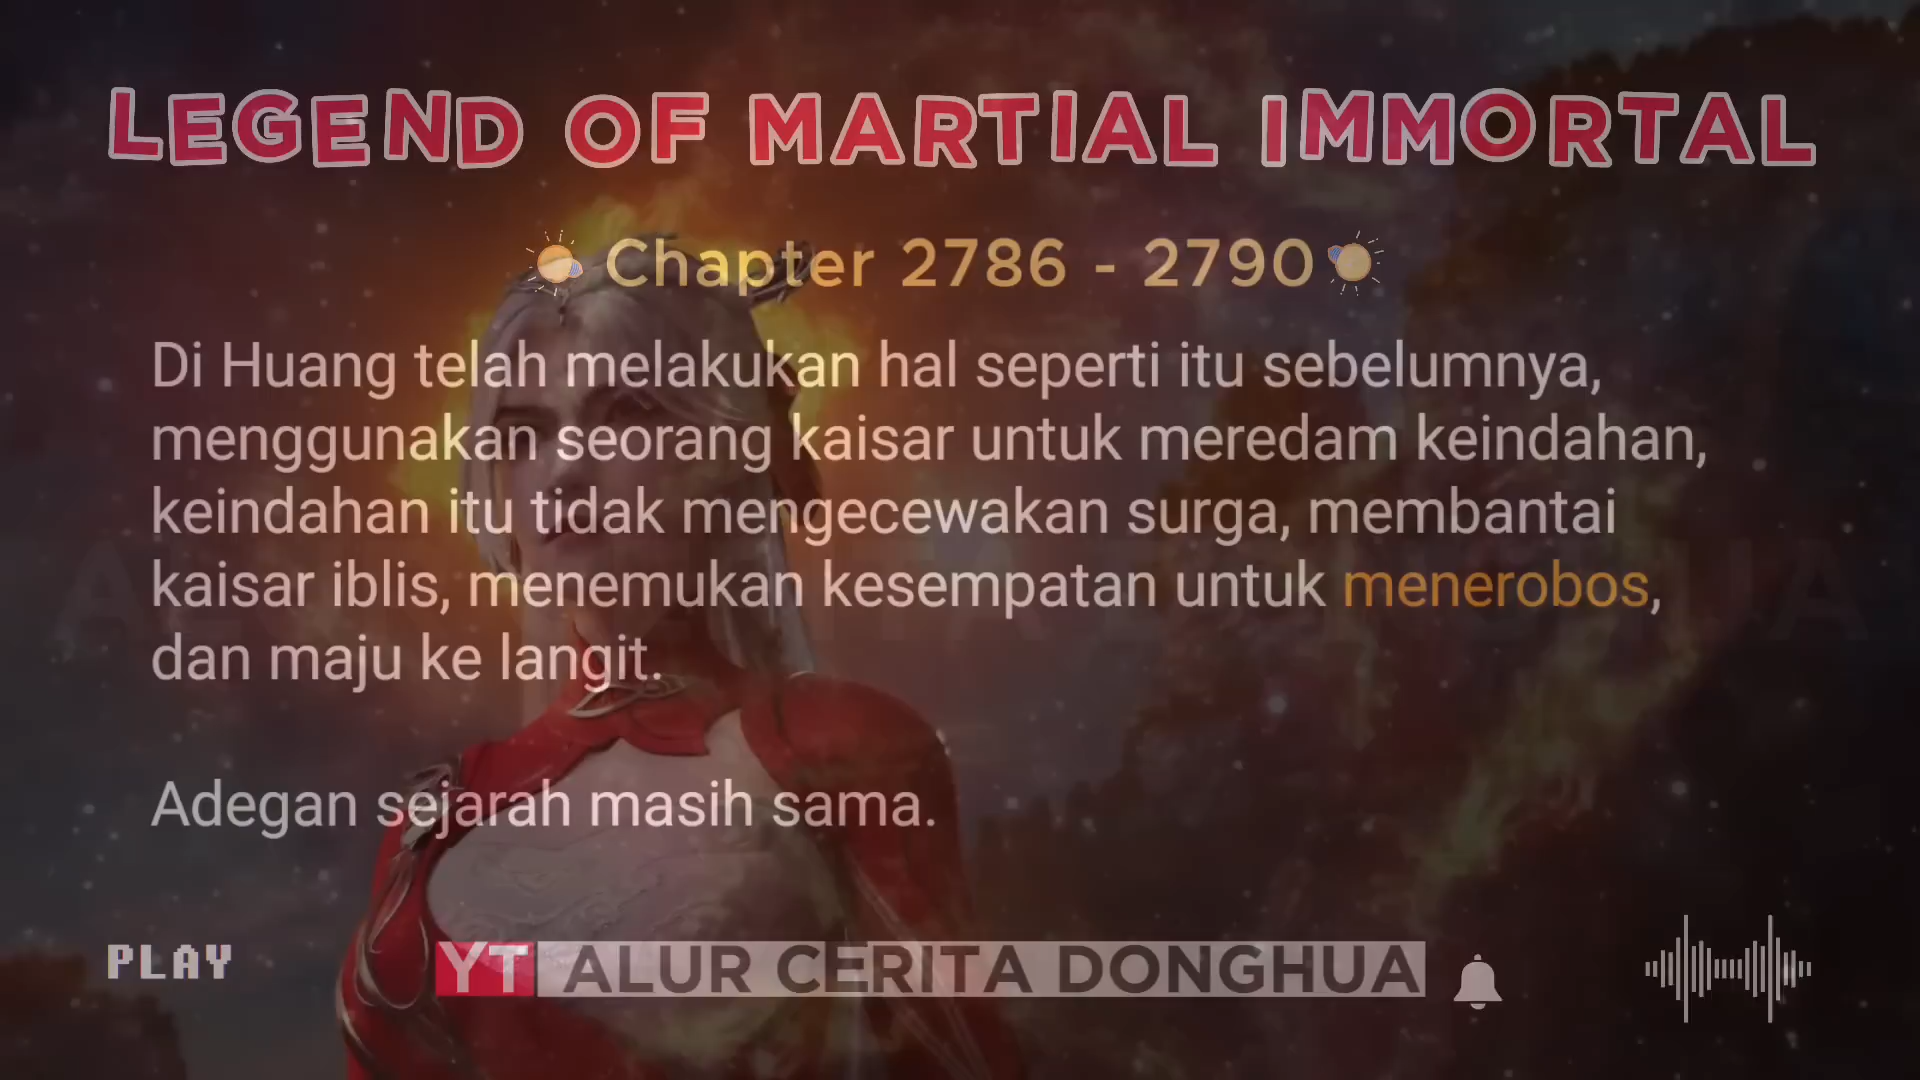 LEGEND OF MARTIAL IMMORTAL
Chapter 2786 - 2790
Di Huang telah melakukan hal seperti itu sebelumnya,
menggunakan seorang kaisar untuk meredam keindahan,
keindahan itu tidak mengecewakan surga, membantai
kaisar iblis, menemukan kesempatan untuk menerobos,
dan maju ke langit.
Adegan sejarah masih sama.
PLAY
YT ALUR CERITA DONGHUA